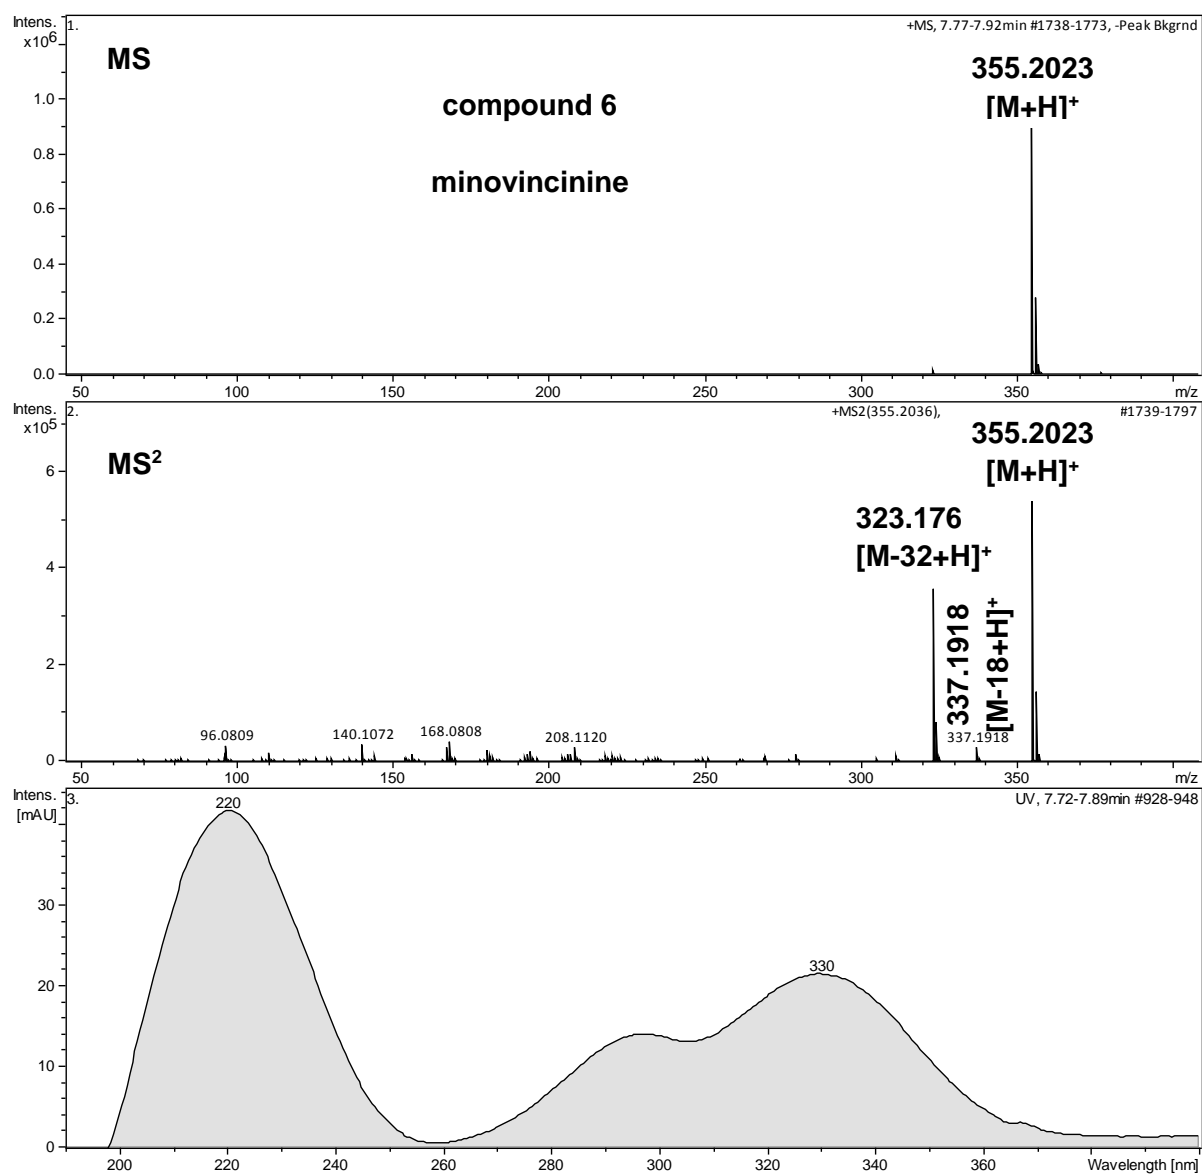 Intens.
x10⁶
1.
+MS, 7.77-7.92min #1738-1773, -Peak Bkgrnd
MS
355.2023
[M+H]⁺
compound 6
minovincinine
1.0
0.8
0.6
0.4
0.2
0.0
50 100 150 200 250 300 350 m/z
Intens.
x10⁵
2.
+MS2(355.2036), #1739-1797
MS²
355.2023
[M+H]⁺
323.176
[M-32+H]⁺
337.1918
[M-18+H]⁺
6
4
2
0
96.0809 140.1072 168.0808 208.1120 337.1918
50 100 150 200 250 300 350 m/z
Intens.
[mAU]
3.
UV, 7.72-7.89min #928-948
220
330
30
20
10
0
200 220 240 260 280 300 320 340 360 Wavelength [nm]